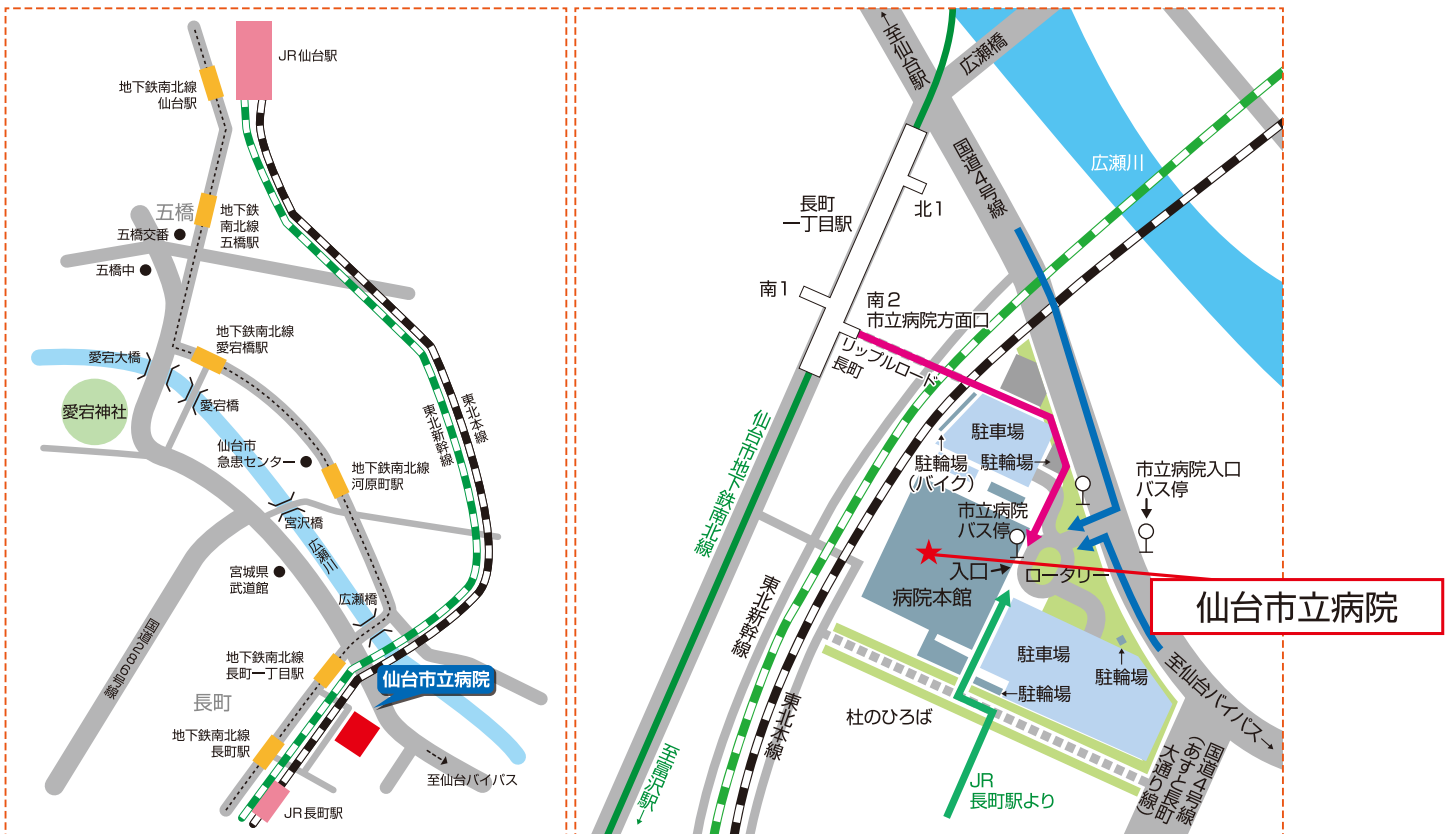 JR仙台駅
地下鉄南北線
仙台駅
五橋
地下鉄
南北線
五橋駅
五橋交番
五橋中
地下鉄南北線
愛宕橋駅
愛宕大橋
愛宕橋
愛宕神社
東北本線
東北新幹線
仙台市
急患センター
地下鉄南北線
河原町駅
宮沢橋
広瀬川
宮城県
武道館
広瀬橋
国道286号線
地下鉄南北線
長町一丁目駅
仙台市立病院
長町
地下鉄南北線
長町駅
至仙台バイパス
JR長町駅
←至仙台駅
広瀬橋
国道4号線
広瀬川
長町
一丁目駅
北1
南1
南2
市立病院方面口
リップルロード
長町
仙台市地下鉄南北線
駐車場
駐輪場
(バイク)
駐輪場
市立病院入口
バス停
市立病院
バス停
入口
ロータリー
病院本館
仙台市立病院
東北新幹線
駐車場
駐輪場
駐輪場
至仙台バイパス→
杜のひろば
東北本線
至富沢駅→
JR
長町駅より
国道4号線
(あすと長町
大通り線)